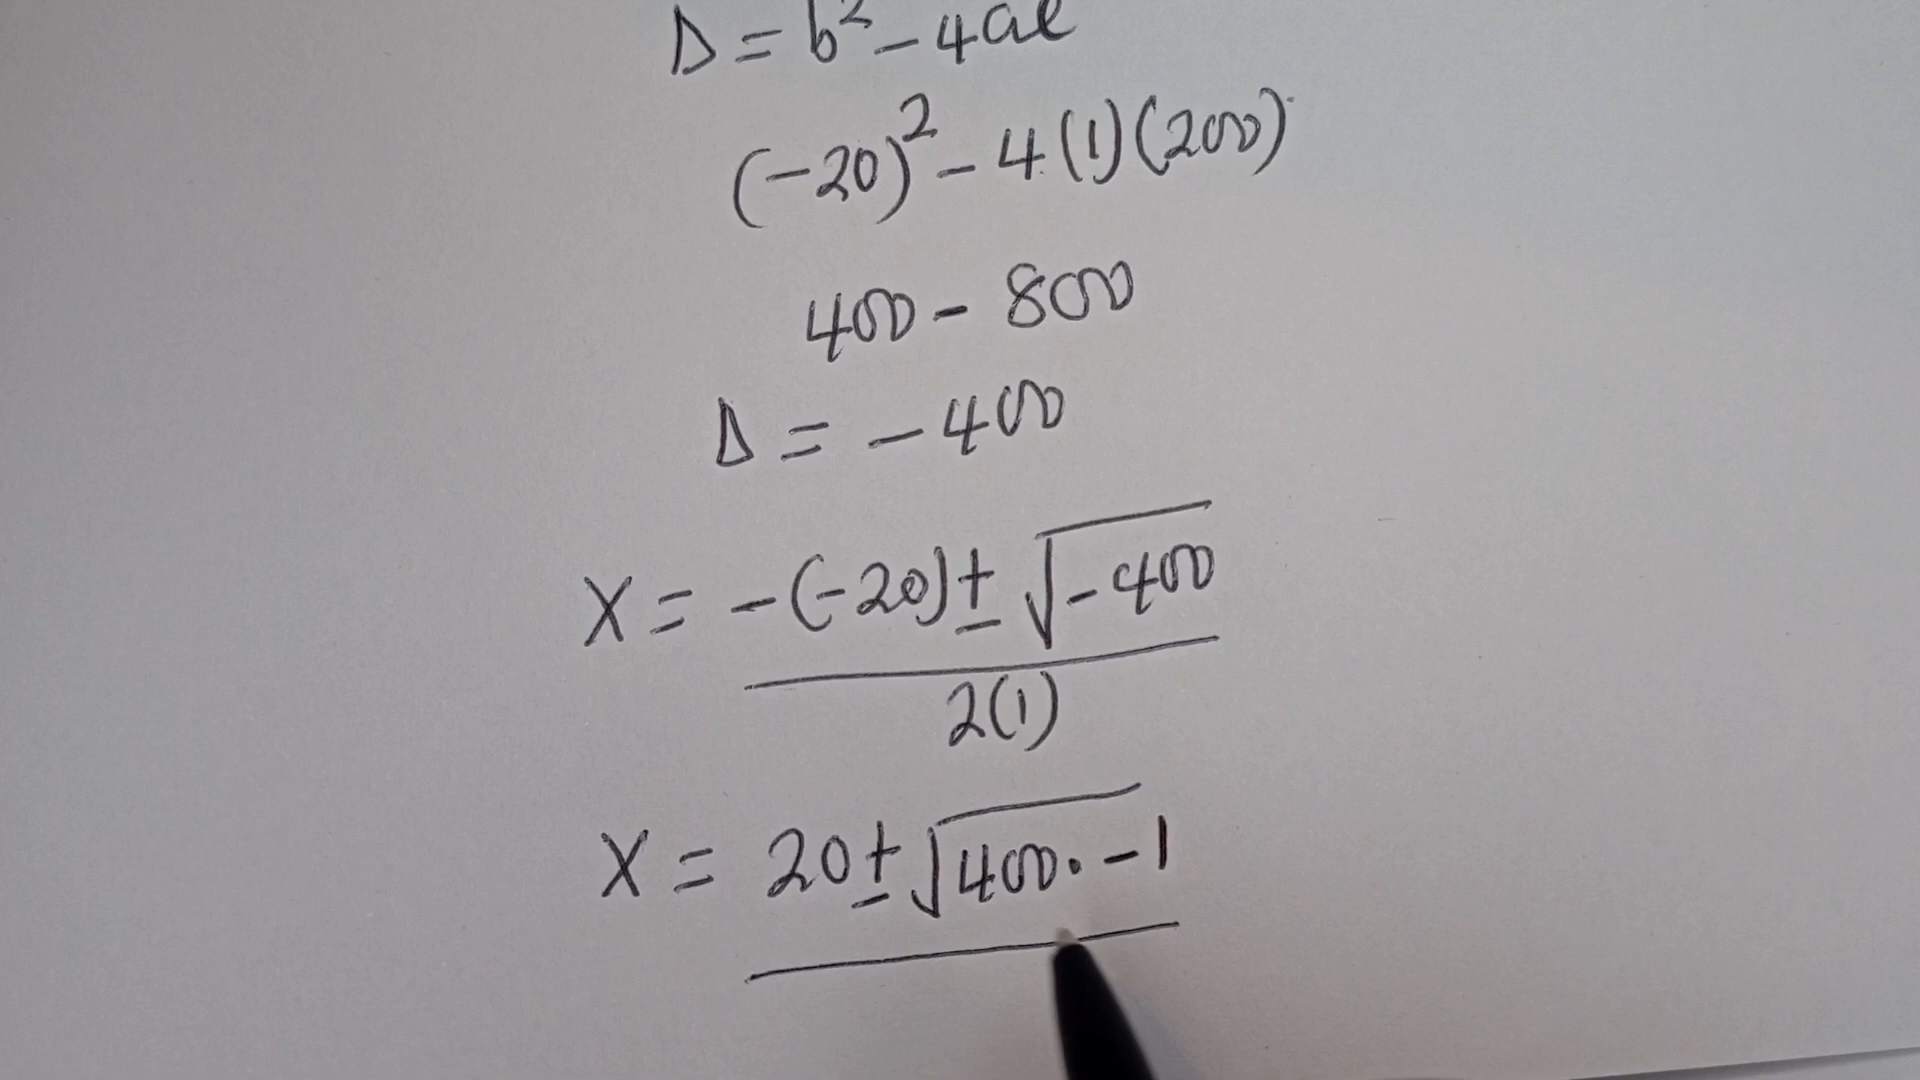 Δ = b² - 4ac
(-20)² - 4(1)(200)
400 - 800
Δ = -400
X = -(-20) ± √-400
2(1)
X = 20 ± √400 · -1